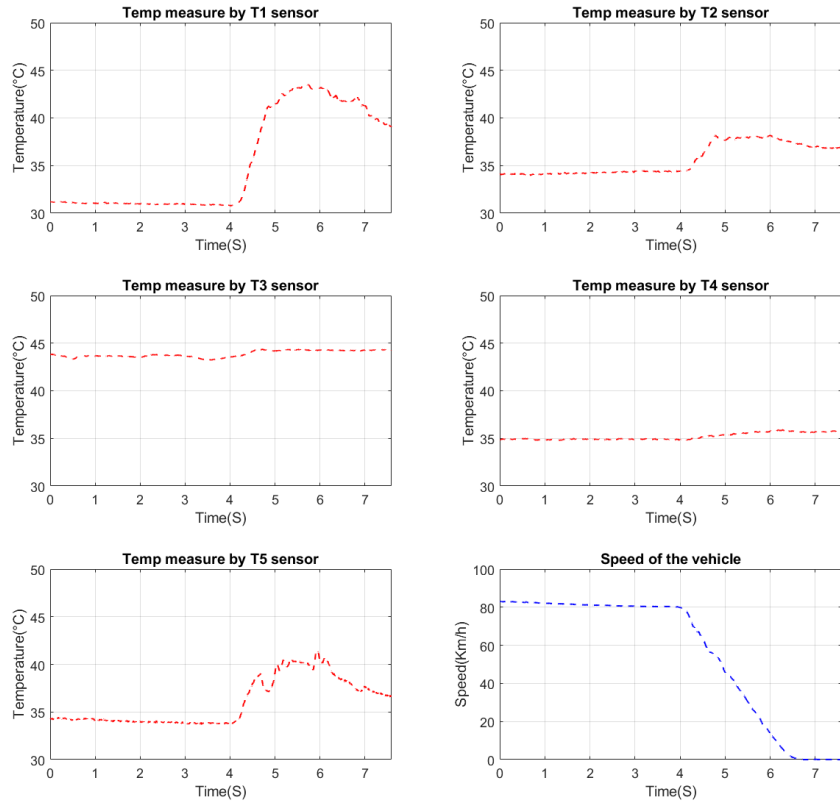 Temp measure by T1 sensor
50
45
40
35
30
Temperature(°C)
0 1 2 3 4 5 6 7
Time(S)
Temp measure by T2 sensor
50
45
40
35
30
Temperature(°C)
0 1 2 3 4 5 6 7
Time(S)
Temp measure by T3 sensor
50
45
40
35
30
Temperature(°C)
0 1 2 3 4 5 6 7
Time(S)
Temp measure by T4 sensor
50
45
40
35
30
Temperature(°C)
0 1 2 3 4 5 6 7
Time(S)
Temp measure by T5 sensor
50
45
40
35
30
Temperature(°C)
0 1 2 3 4 5 6 7
Time(S)
Speed of the vehicle
100
80
60
40
20
0
Speed(Km/h)
0 1 2 3 4 5 6 7
Time(S)